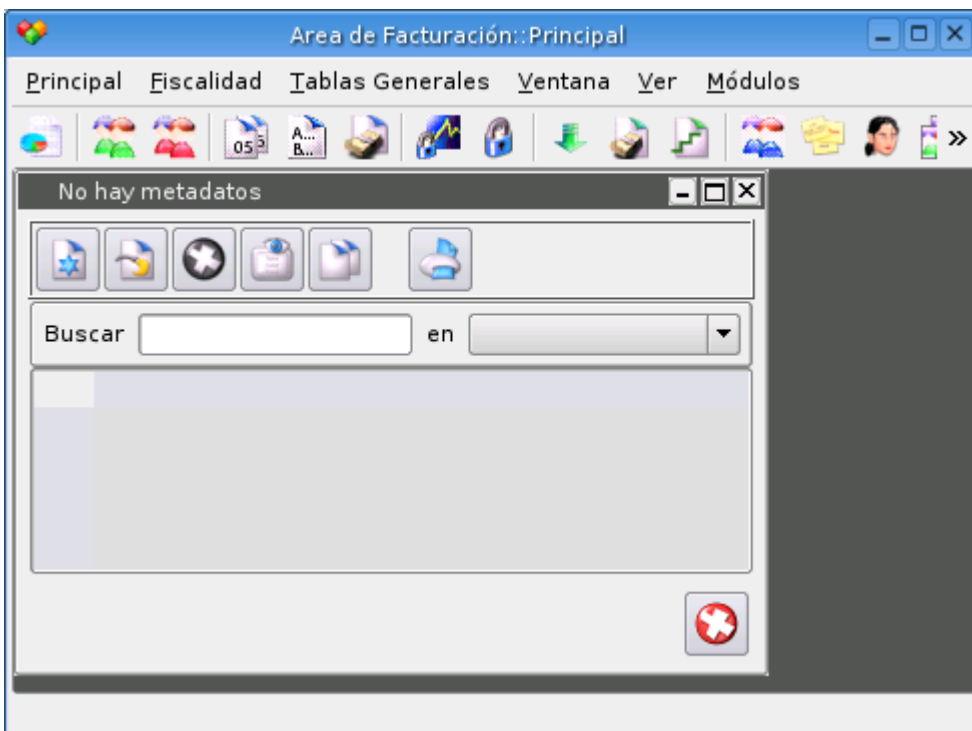 Area de Facturación::Principal
Principal Fiscalidad Tablas Generales Ventana Ver Módulos
No hay metadatos
Buscar en